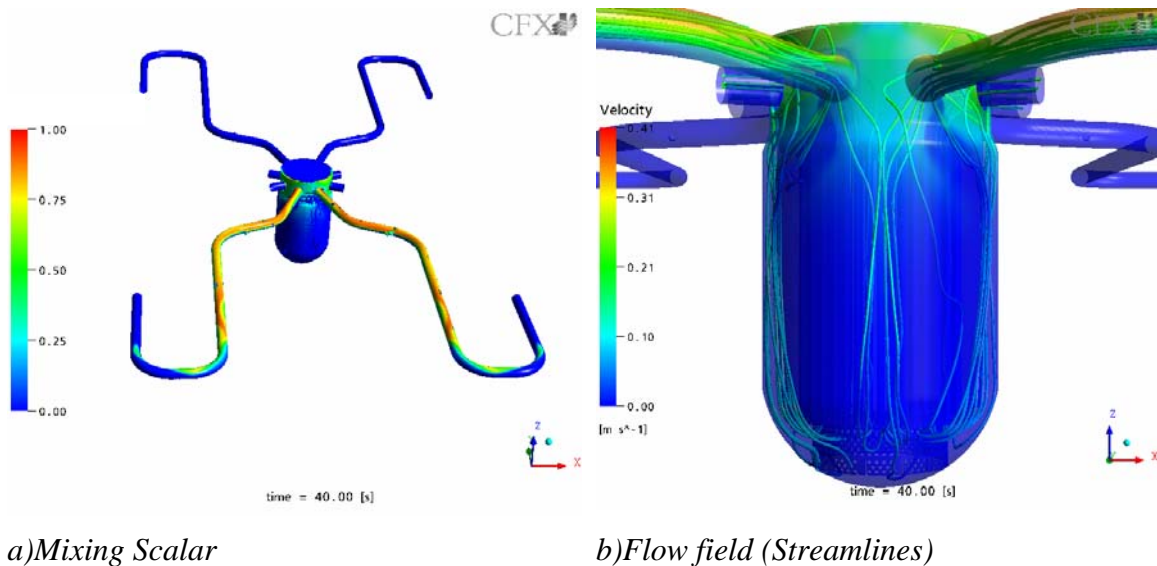 CFX
1.00
0.75
0.50
0.25
0.00
Z
X
time = 40.00 [s]
CFX
Velocity
0.41
0.31
0.21
0.10
0.00
[m s^-1]
Z
Y
X
time = 40.00 [s]
a)Mixing Scalar
b)Flow field (Streamlines)